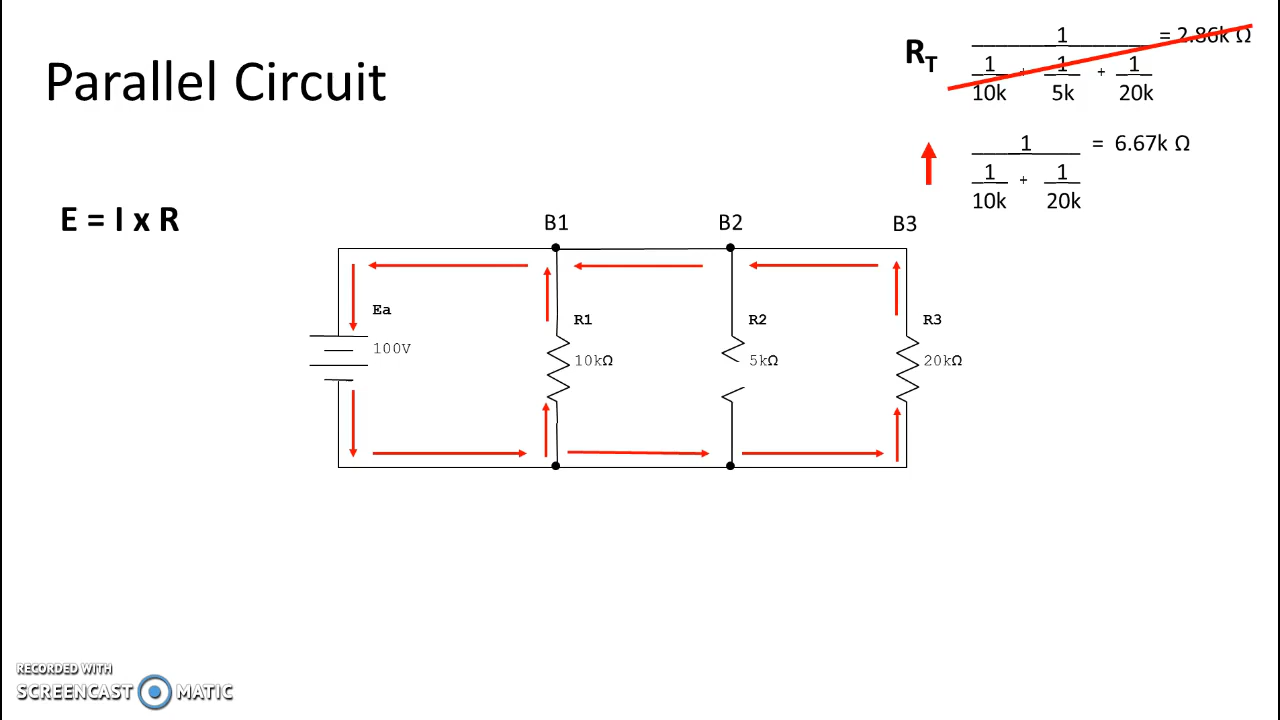 Parallel Circuit
R_T
1 = 2.86k Ω
1 + 1 + 1
10k 5k 20k
1 = 6.67k Ω
1 + 1
10k 20k
E = I x R
B1 B2 B3
Ea
100V
R1
10kΩ
R2
5kΩ
R3
20kΩ
RECORDED WITH
SCREENCAST MATIC